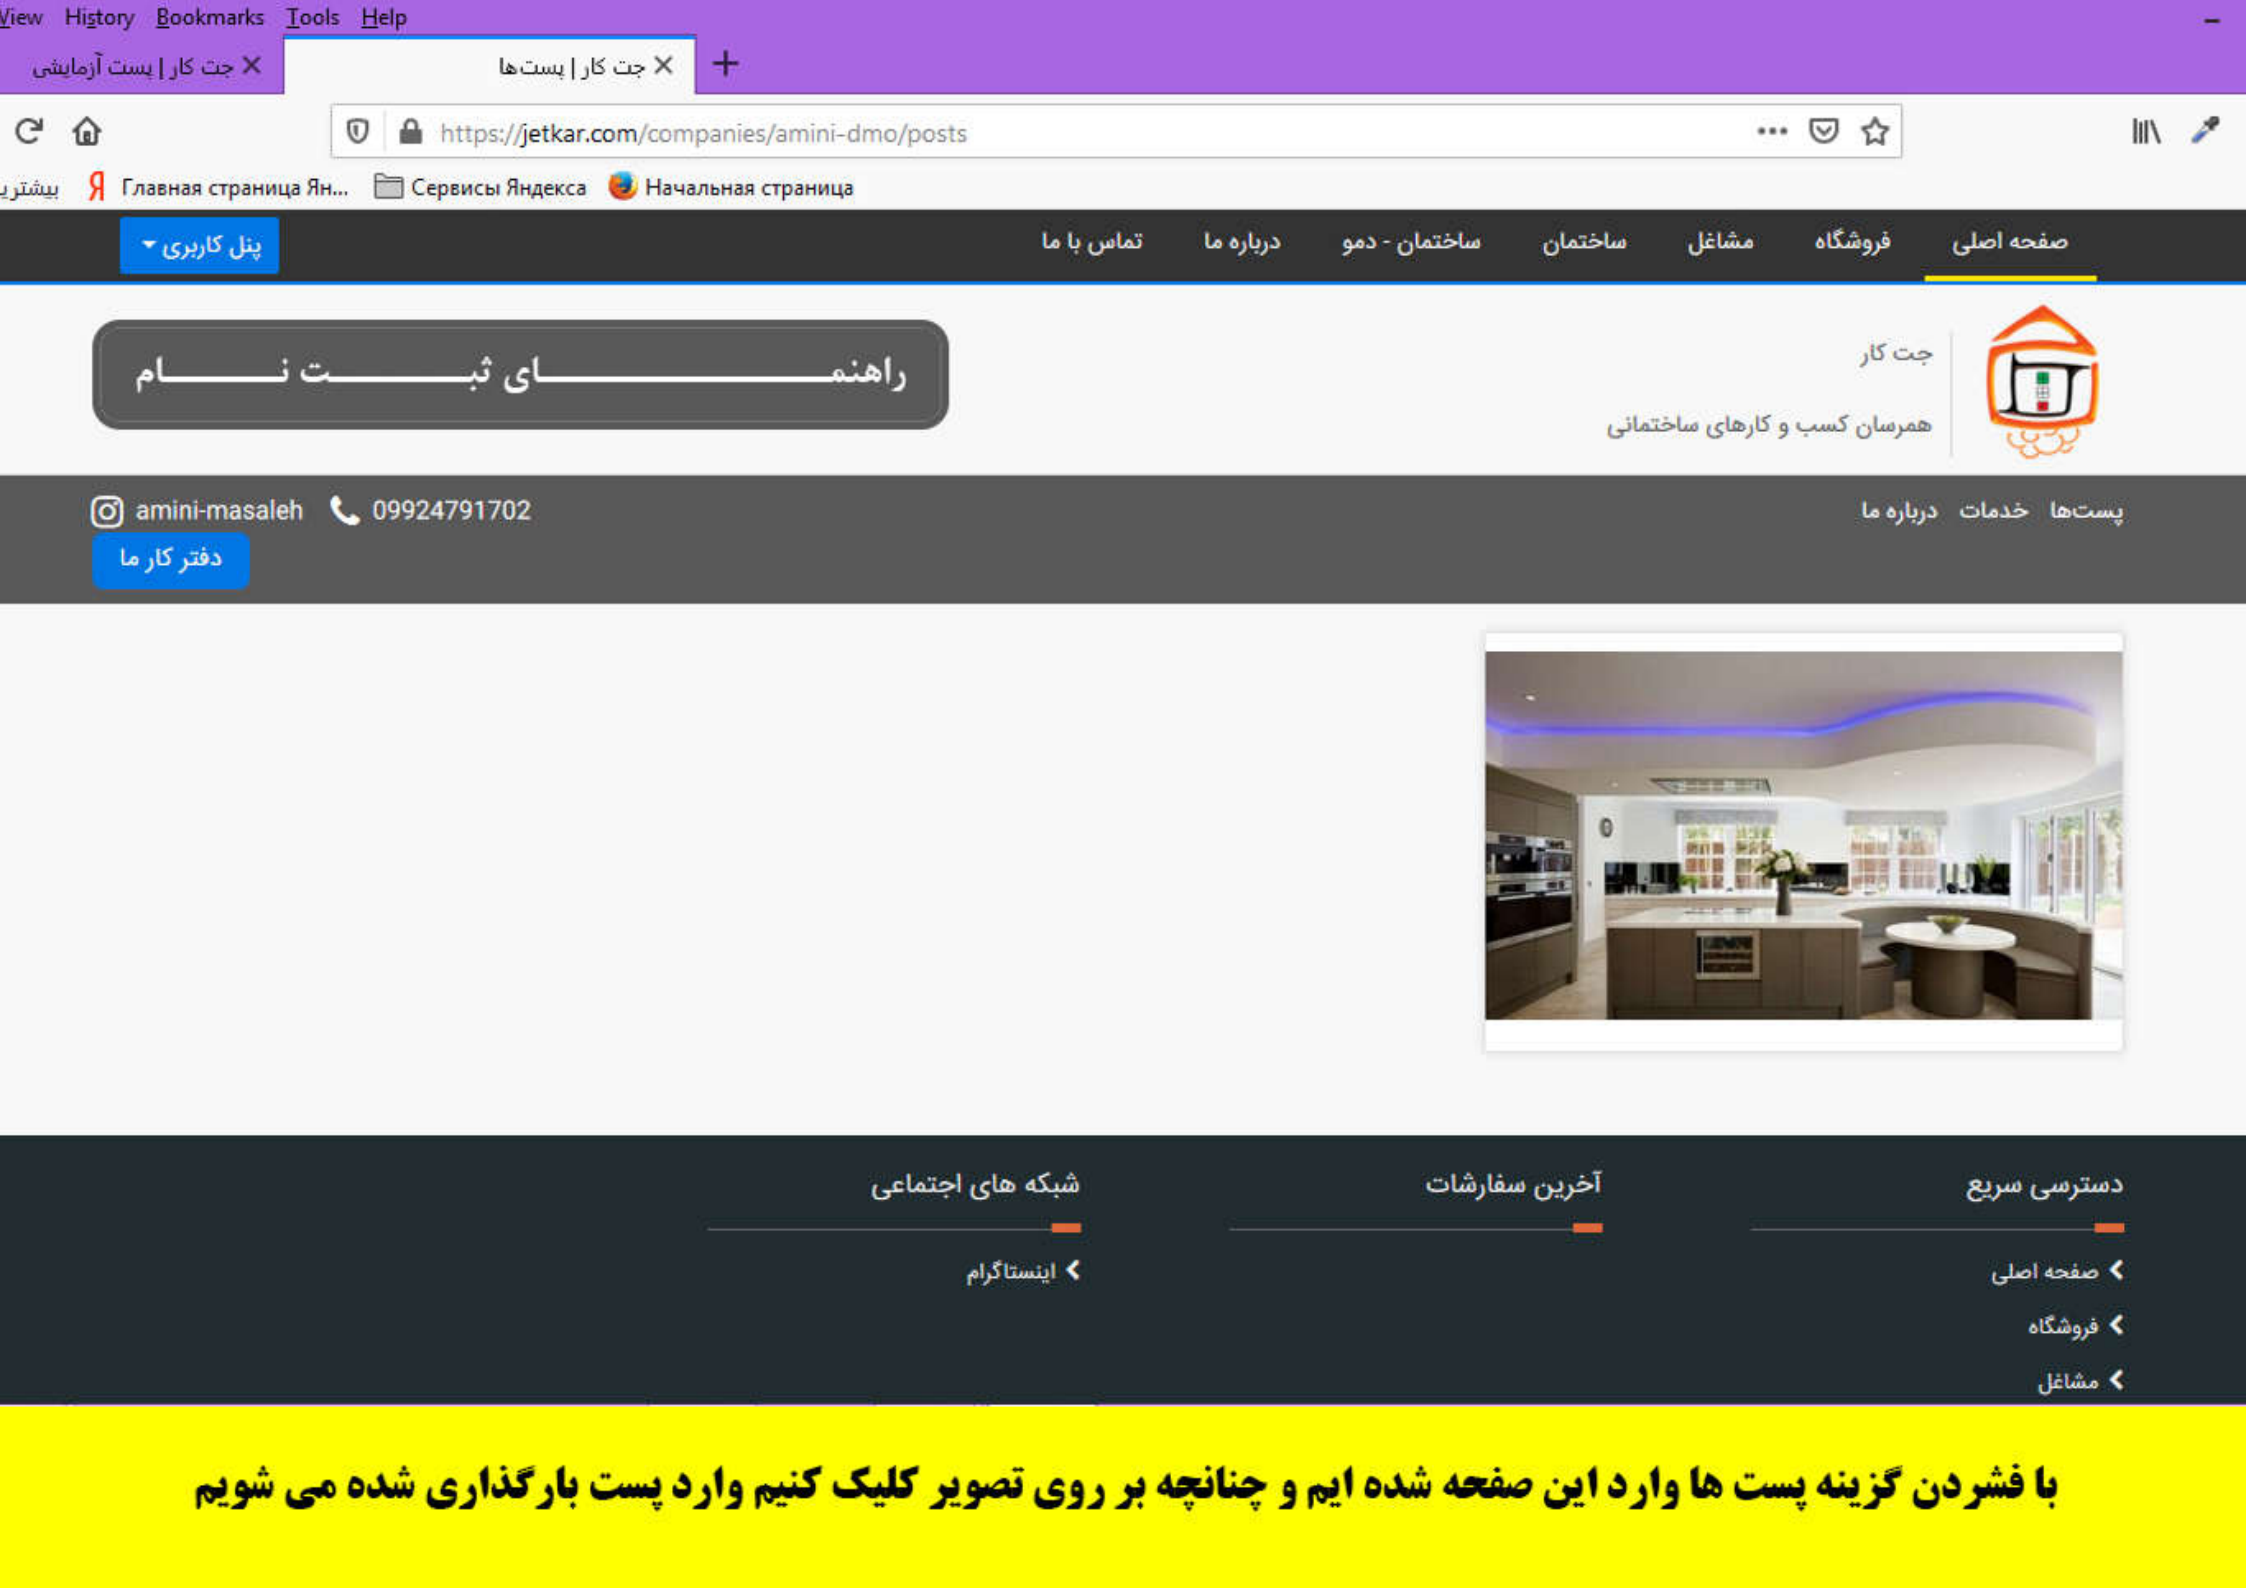 View History Bookmarks Tools Help
جت کار | پست آزمایشی
جت کار | پست‌ها
https://jetkar.com/companies/amini-dmo/posts
Главная страница Ян... Сервисы Яндекса Начальная страница
صفحه اصلی فروشگاه مشاغل ساختمان ساختمان - دمو درباره ما تماس با ما پنل کاربری
جت کار
راهنمـــــــای ثبـــــــت نـــــــام
همرسان کسب و کارهای ساختمانی
پست‌ها خدمات درباره ما
amini-masaleh 09924791702
دفتر کار ما
دسترسی سریع آخرین سفارشات شبکه های اجتماعی
صفحه اصلی اینستاگرام
فروشگاه
مشاغل
با فشردن گزینه پست ها وارد این صفحه شده ایم و چنانچه بر روی تصویر کلیک کنیم وارد پست بارگذاری شده می شویم